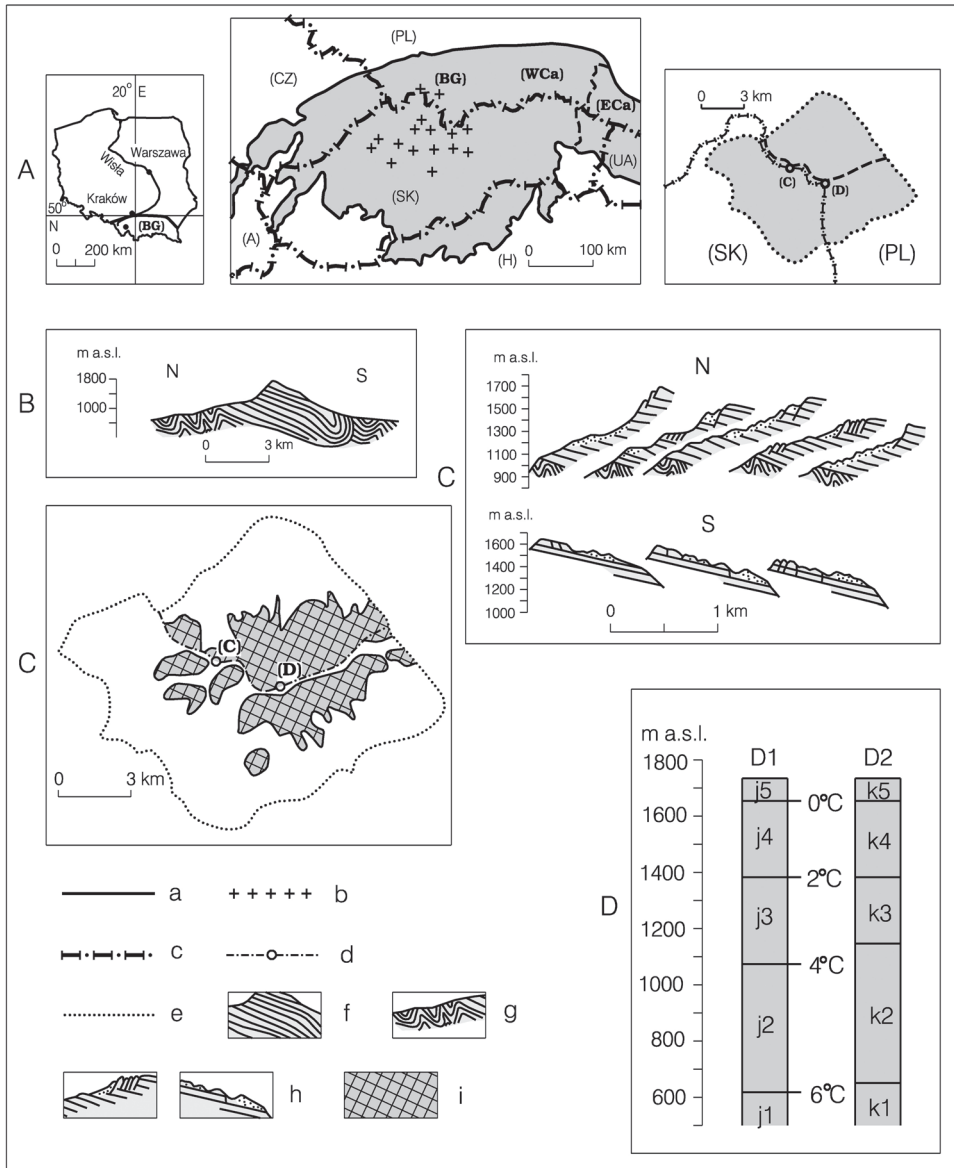 A
20° E
Warszawa
Wisła
Kraków
50°
N
(BG)
0 200 km
(PL)
(CZ)
(BG)
(WCa)
(ECa)
(UA)
(SK)
(A)
(H)
0 100 km
0 3 km
(C)
(D)
(SK)
(PL)
B
m a.s.l.
1800
1000
N
S
0 3 km
C
N
m a.s.l.
1700
1500
1300
1100
900
S
m a.s.l.
1600
1400
1200
1000
0 1 km
C
(C)
(D)
0 3 km
D
m a.s.l.
D1
D2
1800
1600
1400
1200
1000
800
600
j5
j4
j3
j2
j1
0°C
2°C
4°C
6°C
k5
k4
k3
k2
k1
a
b
c
d
e
f
g
h
i